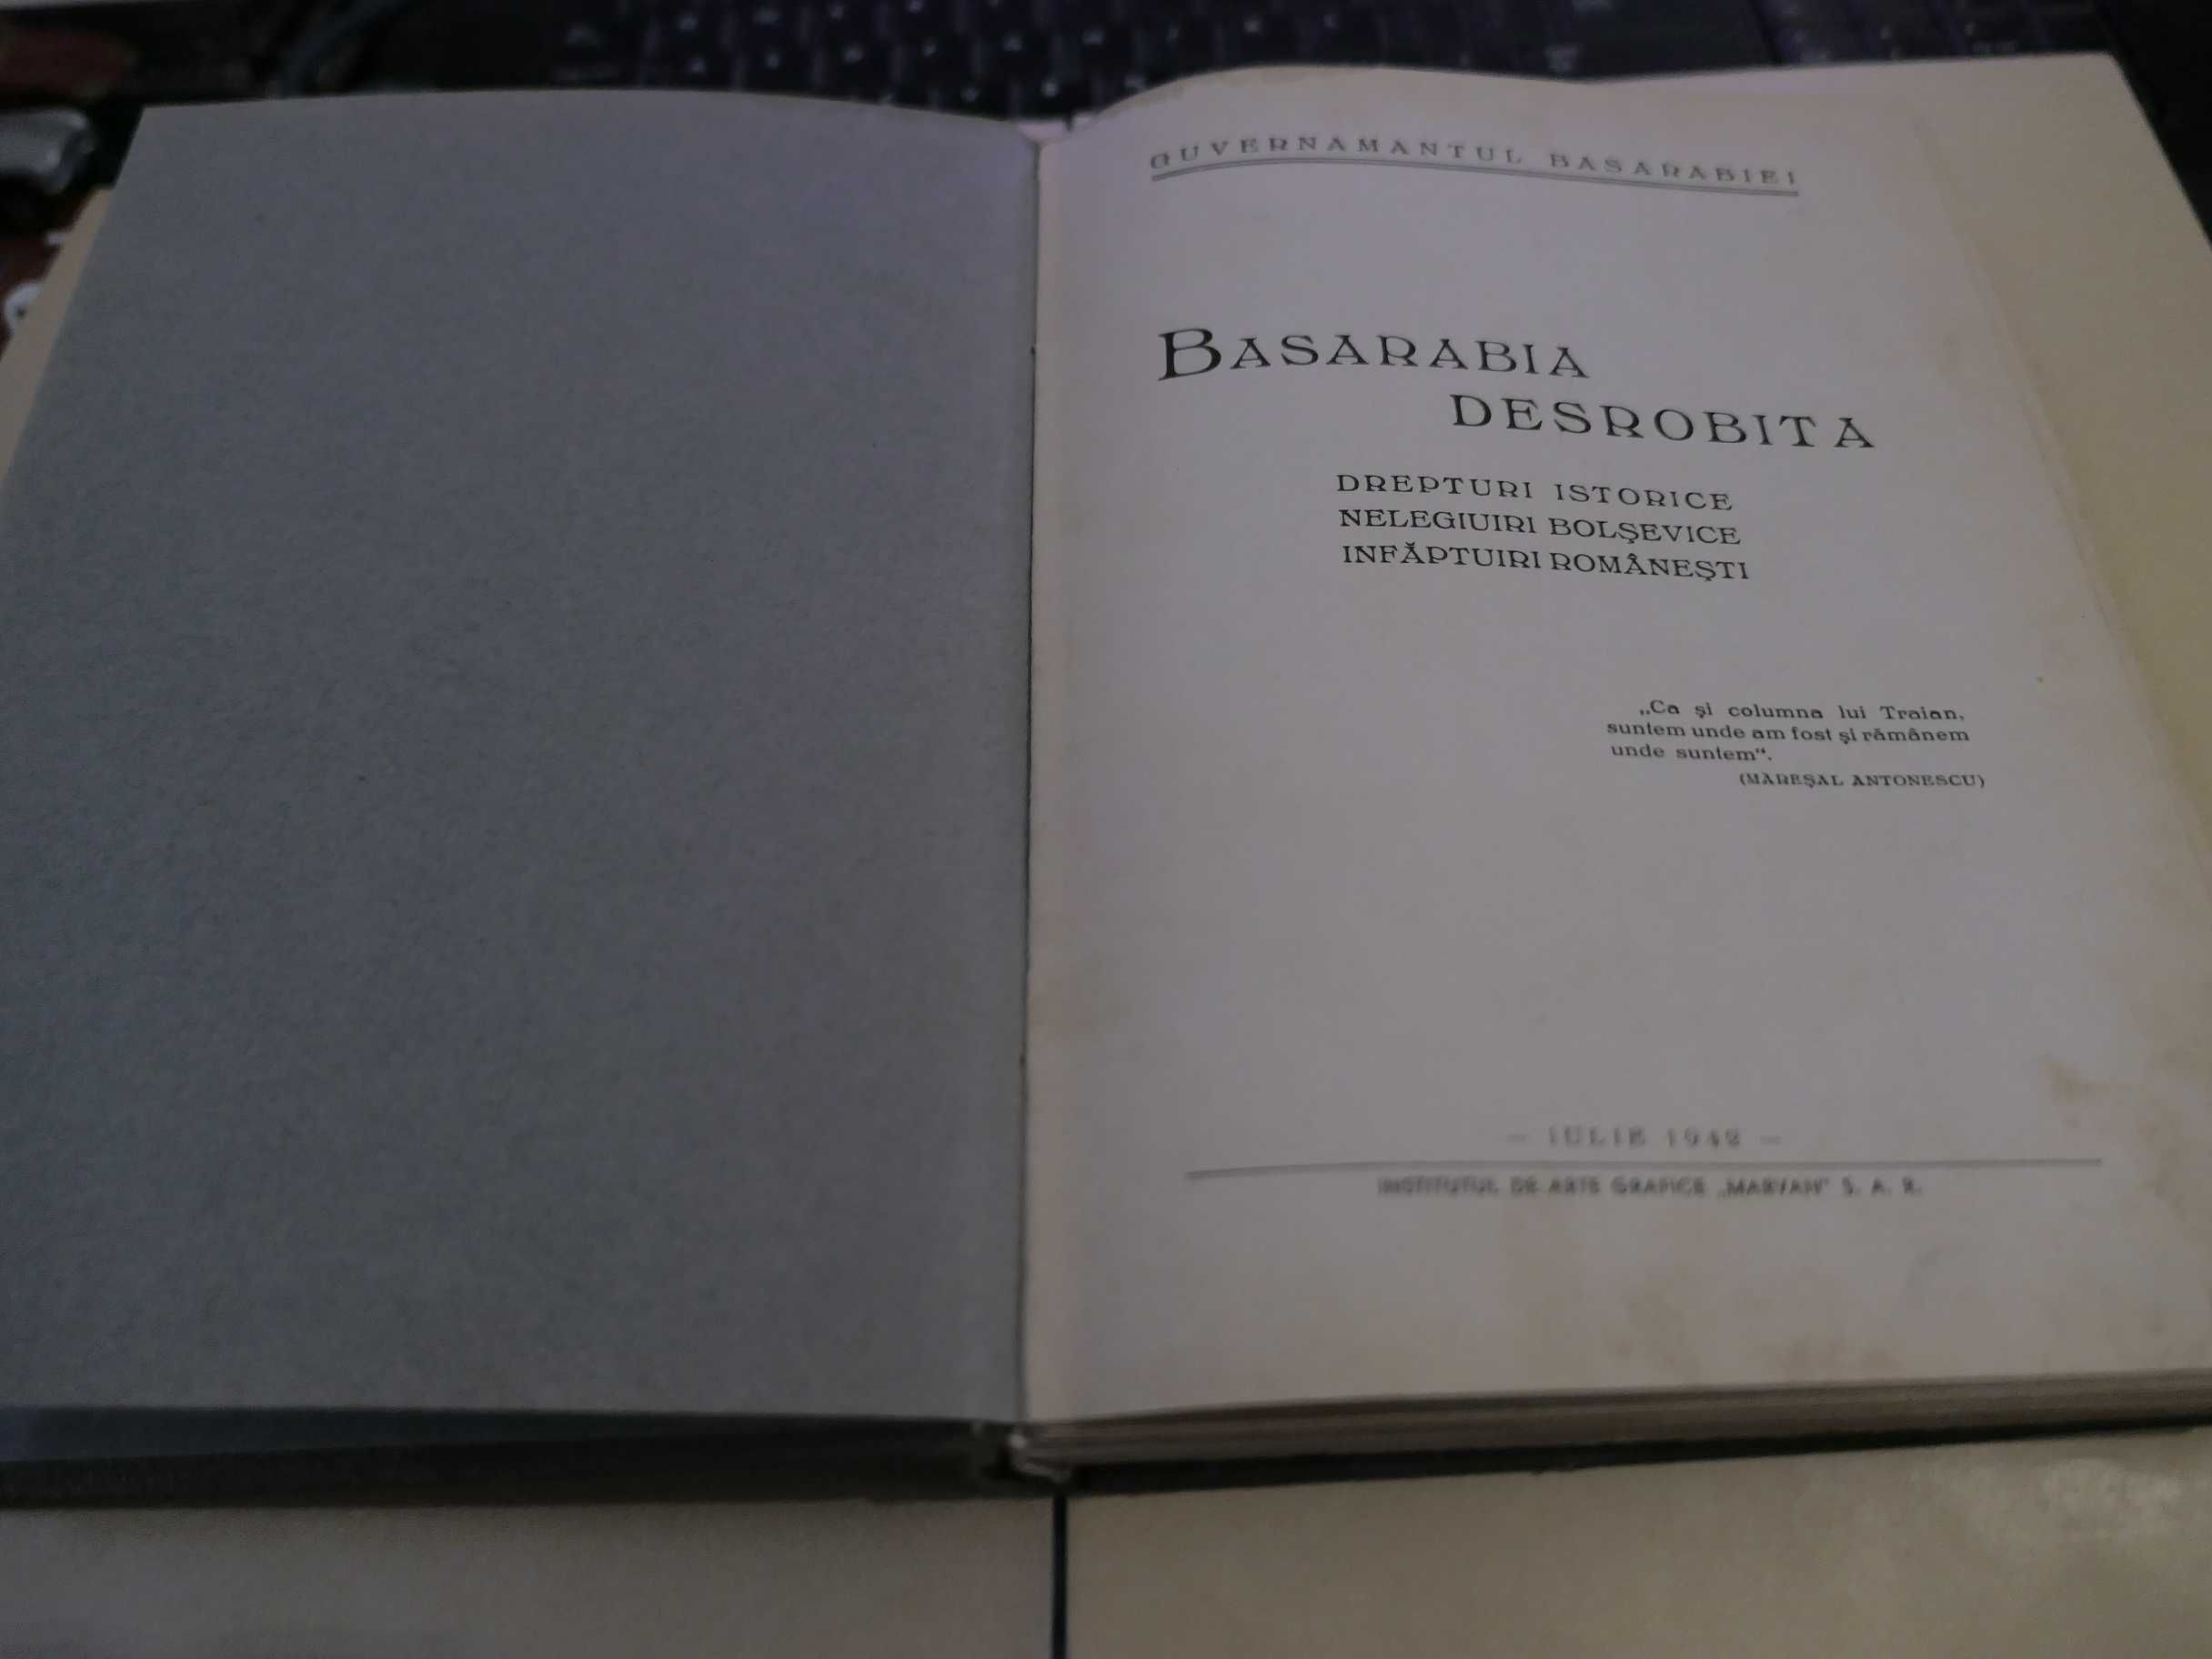 GUVERNAMANTUL BASARABIEI
BASARABIA
DESROBITA
DREPTURI ISTORICE
NELEGIUIRI BOLŞEVICE
INFĂPTUIRI ROMÂNEŞTI
„Ca şi columna lui Traian,
suntem unde am fost şi rămânem
unde suntem“.
(MAREŞAL ANTONESCU)
— IULIE 1942 —
INSTITUTUL DE ARTE GRAFICE „MARVAN“ S. A. R.